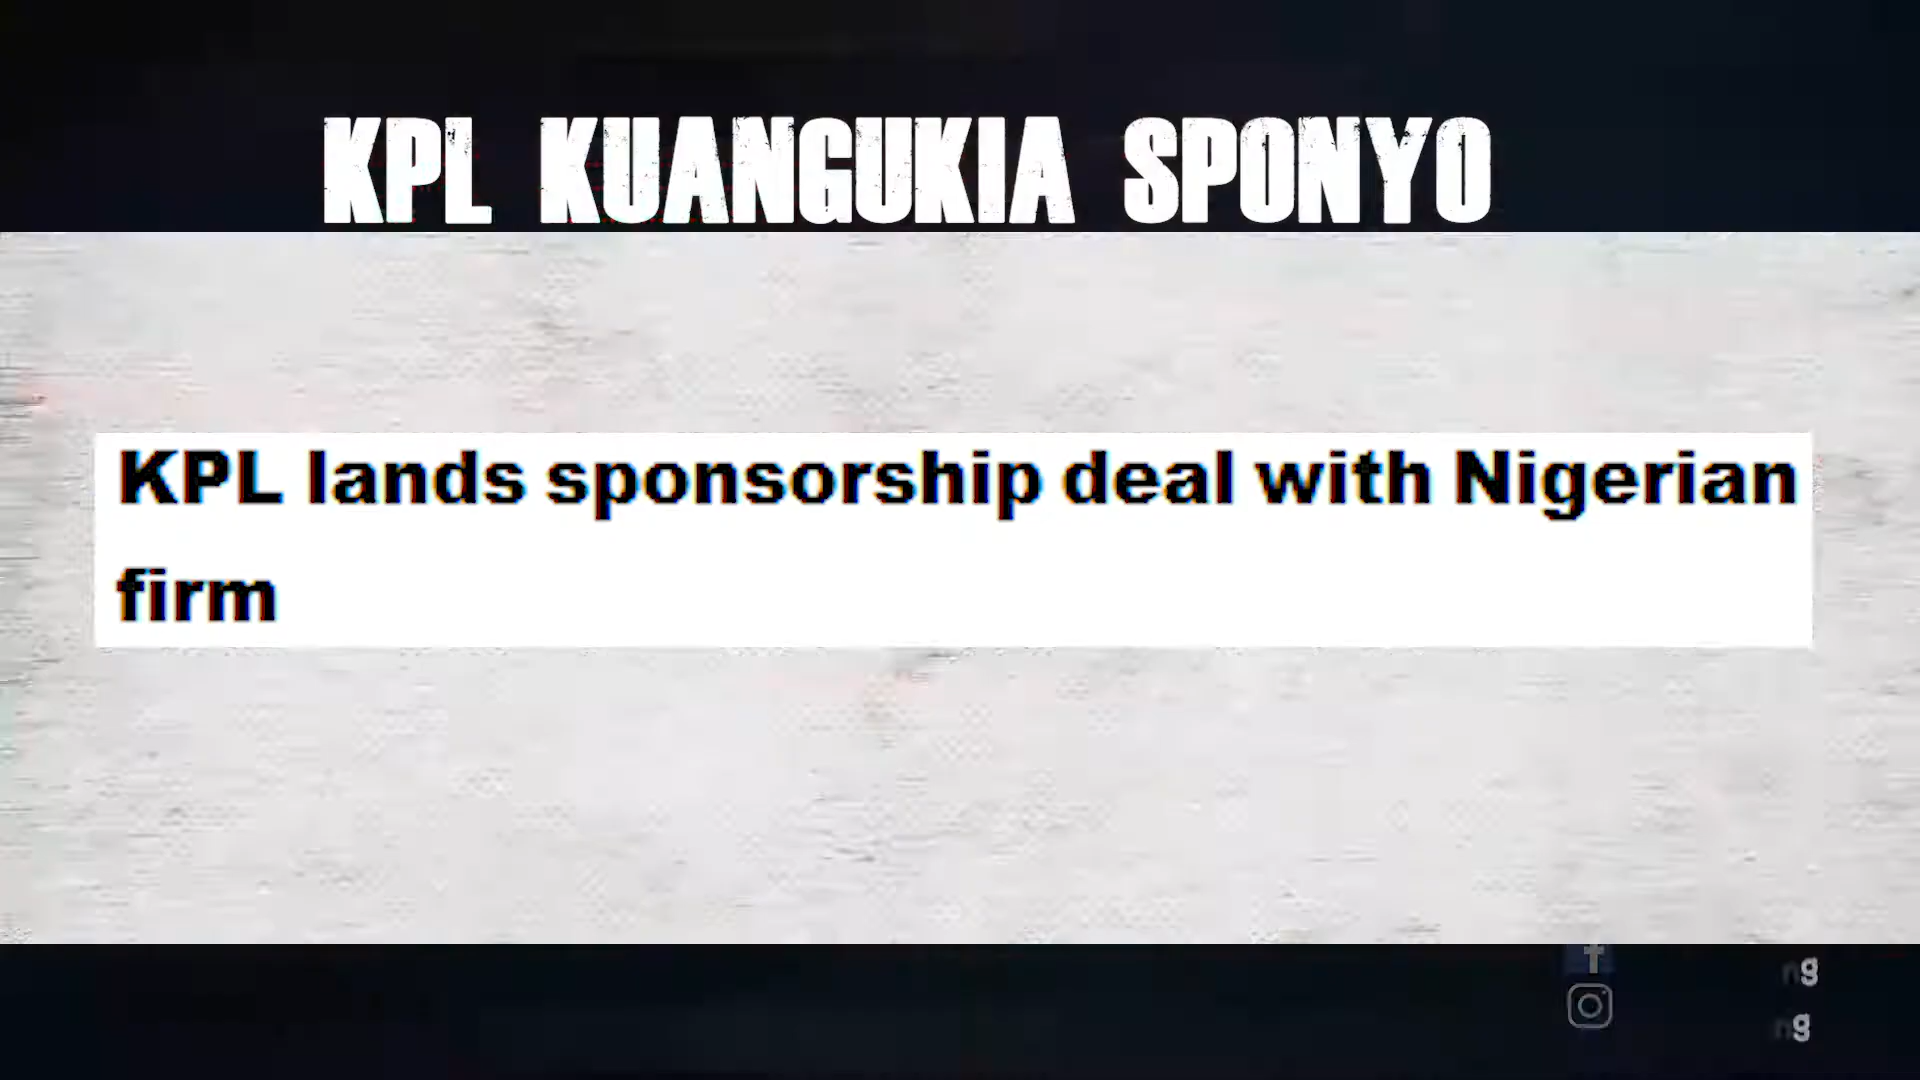 KPL KUANGUKIA SPONYO
KPL lands sponsorship deal with Nigerian
firm